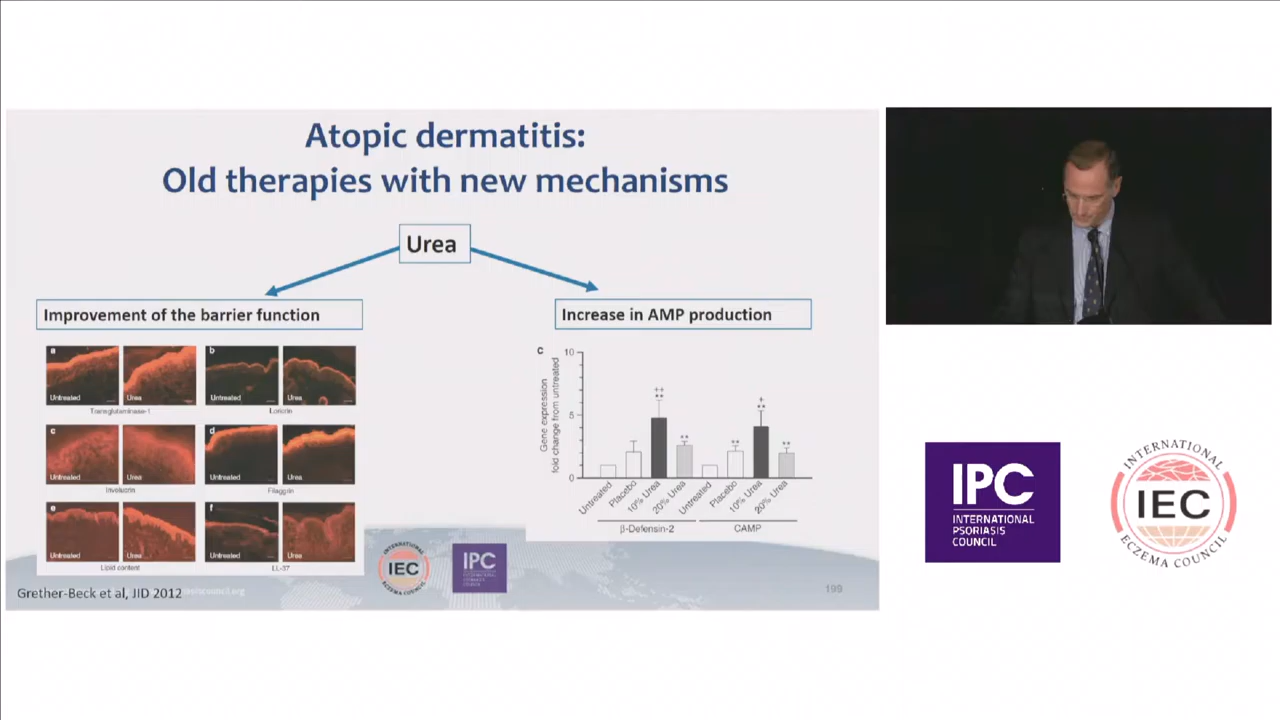 Atopic dermatitis:
Old therapies with new mechanisms
Urea
Improvement of the barrier function
Increase in AMP production
a
Untreated
Urea
Transglutaminase-1
b
Untreated
Urea
Loricrin
c
Untreated
Urea
Involucrin
d
Untreated
Urea
Filaggrin
e
Untreated
Urea
Lipid content
f
Untreated
Urea
LL-37
c
Gene expression
fold change from untreated
10
5
0
++
**
**
**
+
**
**
Untreated
Placebo
10% Urea
20% Urea
Untreated
Placebo
10% Urea
20% Urea
β-Defensin-2
CAMP
INTERNATIONAL
IEC
ECZEMA COUNCIL
IPC
Grether-Beck et al, JID 2012
199
IPC
INTERNATIONAL
PSORIASIS
COUNCIL
INTERNATIONAL
IEC
ECZEMA COUNCIL